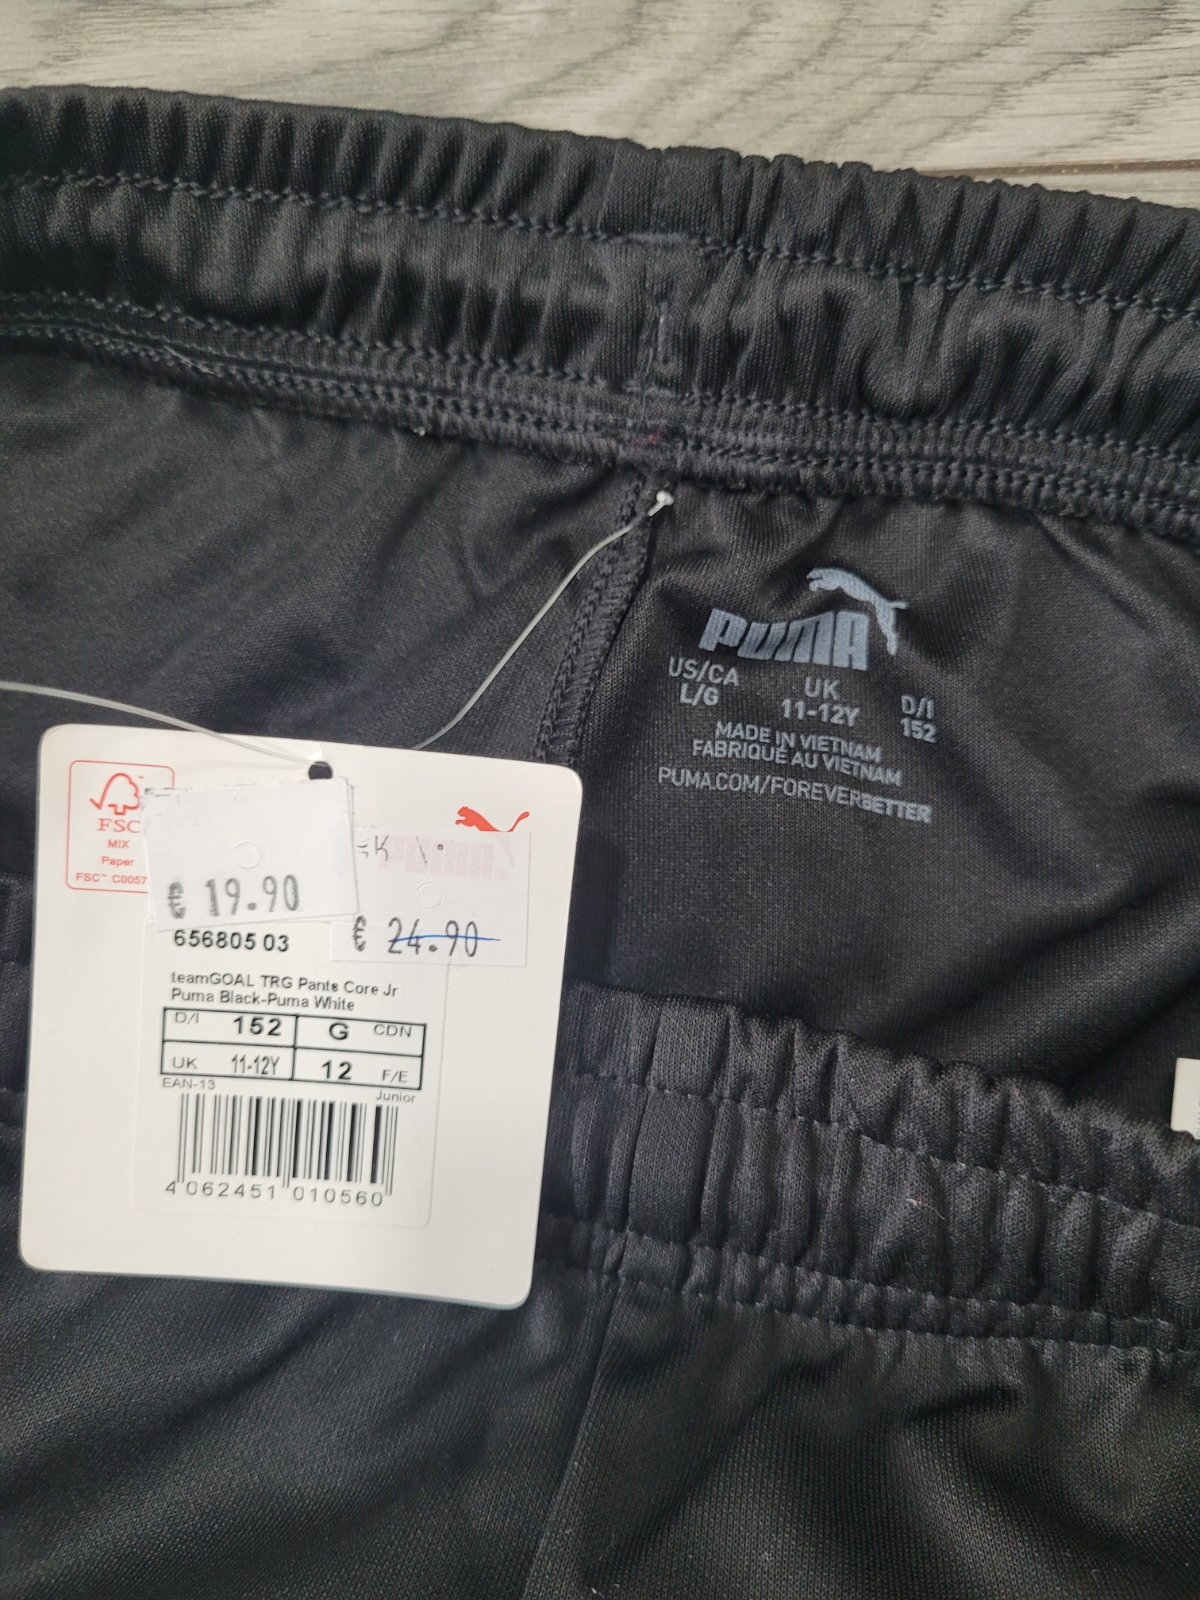 PUMA
US/CA UK D/I
L/G 11-12Y 152
MADE IN VIETNAM
FABRIQUÉ AU VIETNAM
PUMA.COM/FOREVERBETTER
FSC
MIX
Paper
FSC™ C0057
€ 19.90
€ 24.90
656805 03
teamGOAL TRG Pants Core Jr
Puma Black-Puma White
D/I 152 G CDN
UK 11-12Y 12 F/E
EAN-13 Junior
4 062451 010560